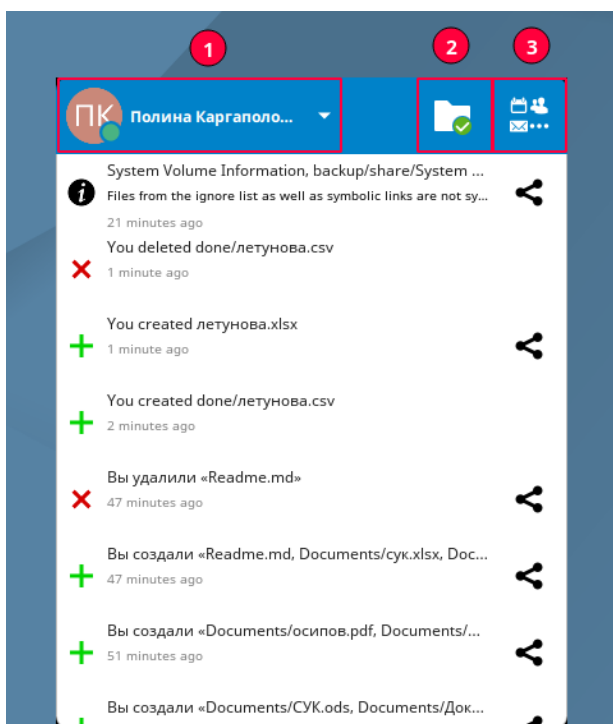 1 2 3
ПК Полина Каргаполо...
System Volume Information, backup/share/System ...
Files from the ignore list as well as symbolic links are not sy...
21 minutes ago
You deleted done/летунова.csv
1 minute ago
You created летунова.xlsx
1 minute ago
You created done/летунова.csv
2 minutes ago
Вы удалили «Readme.md»
47 minutes ago
Вы создали «Readme.md, Documents/сук.xlsx, Doc...
47 minutes ago
Вы создали «Documents/осипов.pdf, Documents/...
51 minutes ago
Вы создали «Documents/СУК.ods, Documents/Док...